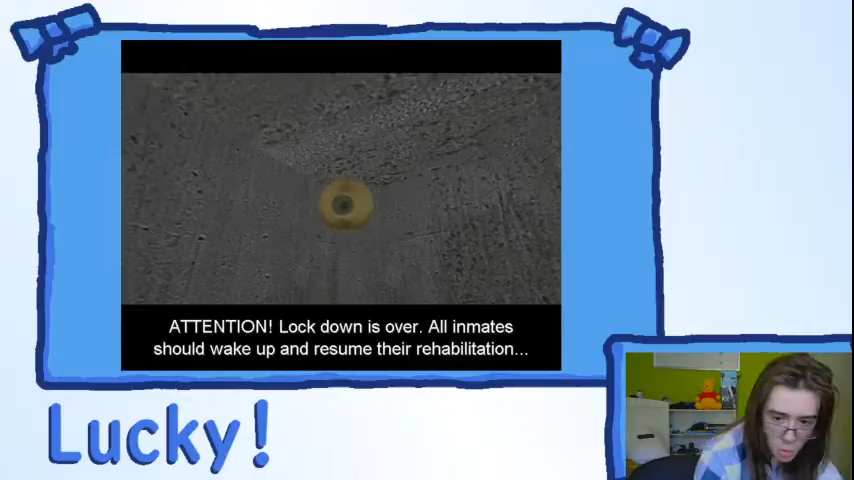 ATTENTION! Lock down is over. All inmates
should wake up and resume their rehabilitation...
Lucky!